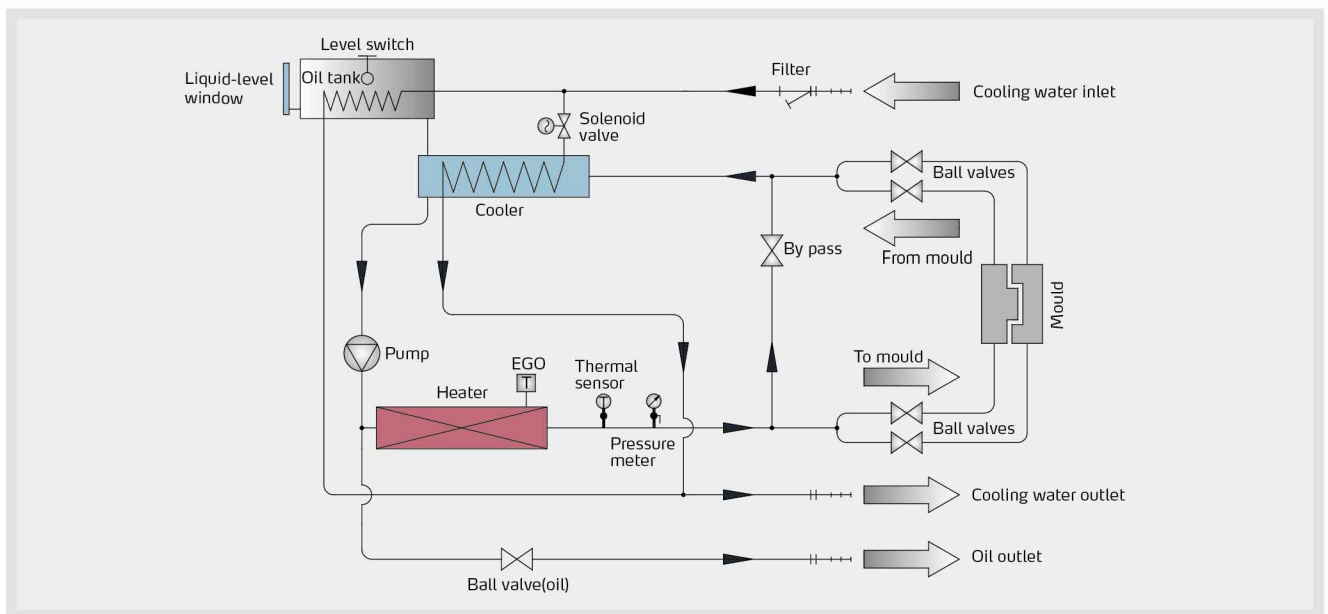 Level switch
Oil tank
Liquid-level
window
Filter
Cooling water inlet
Solenoid
valve
Ball valves
Cooler
From mould
By pass
Mould
Pump
To mould
EGO
T
Thermal
sensor
T
Heater
Ball valves
Pressure
meter
Cooling water outlet
Oil outlet
Ball valve(oil)